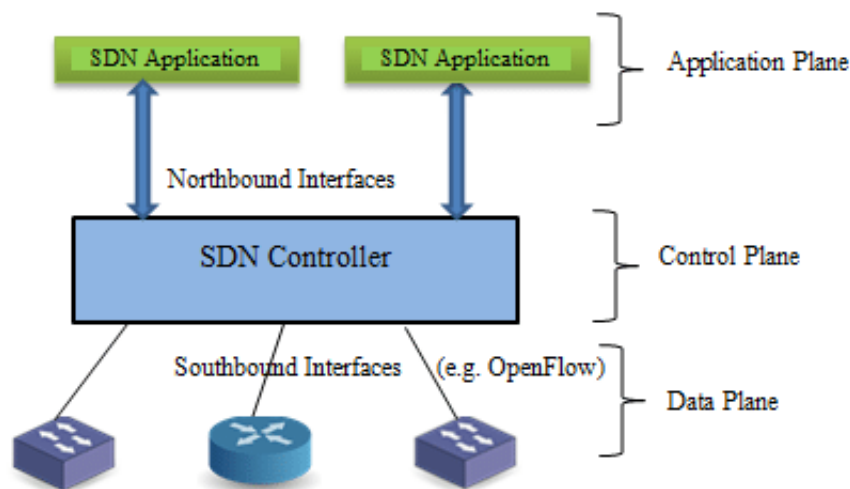 SDN Application
SDN Application
Application Plane
Northbound Interfaces
SDN Controller
Control Plane
Southbound Interfaces (e.g. OpenFlow)
Data Plane